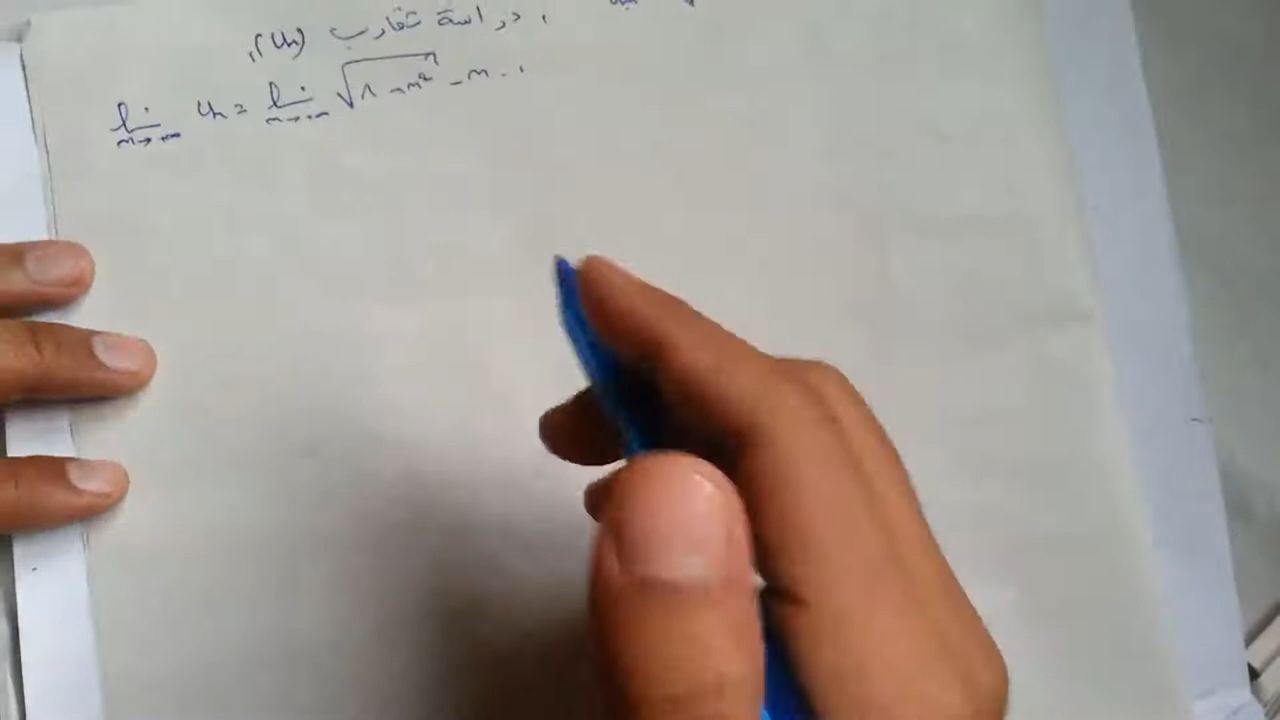 دراسة تقارب (Un).
lim n→+∞ Un = lim n→+∞ √(1+n²) - n